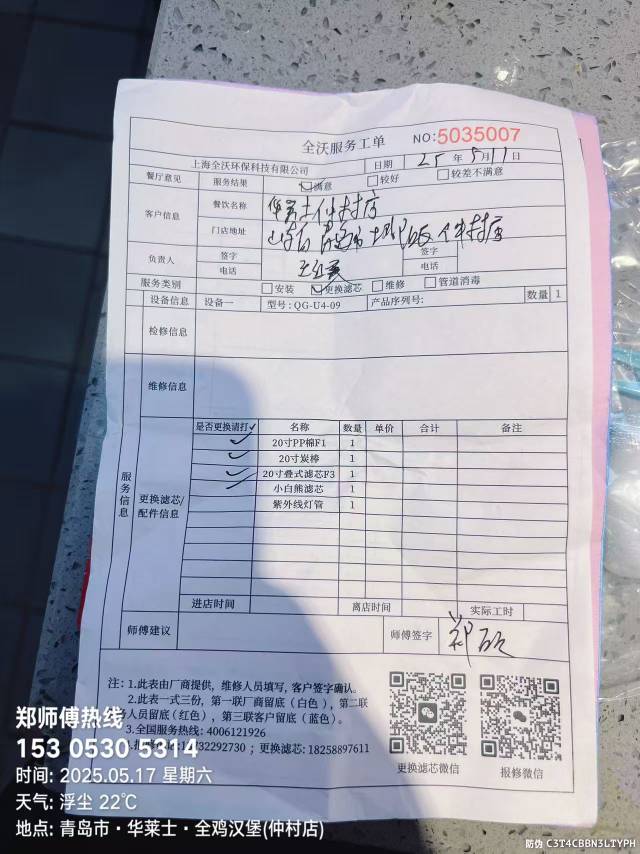 全沃服务工单 NO:5035007
上海全沃环保科技有限公司 日期 25 年 5月17日
餐厅意见 服务结果 满意 较好 较差不满意
客户信息 餐饮名称 华莱士仲村店
门店地址 仲村店
负责人 签字 签字
电话 电话
服务类别 安装 更换滤芯 维修 管道消毒
设备信息 设备一 型号: QG-U4-09 产品序列号: 数量 1
检修信息
维修信息
服务信息
更换滤芯/配件信息
是否更换请打✓ 名称 数量 单价 合计 备注
✓ 20寸PP棉F1 1
✓ 20寸炭棒 1
✓ 20寸叠式滤芯F3 1
✓ 小白熊滤芯 1
紫外线灯管 1
进店时间 离店时间 实际工时
师傅建议 师傅签字 郑欣
注: 1.此表由厂商提供, 维修人员填写, 客户签字确认。
2.此表一式三份, 第一联厂商留底 (白色), 第二联
人员留底 (红色), 第三联客户留底 (蓝色)。
3.全国服务热线: 4006121926
32292730 ; 更换滤芯: 18258897611
更换滤芯微信 报修微信
郑师傅热线
153 0530 5314
时间: 2025.05.17 星期六
天气: 浮尘 22℃
地点: 青岛市·华莱士·全鸡汉堡(仲村店)
防伪 C3T4CBBN3LTYPH